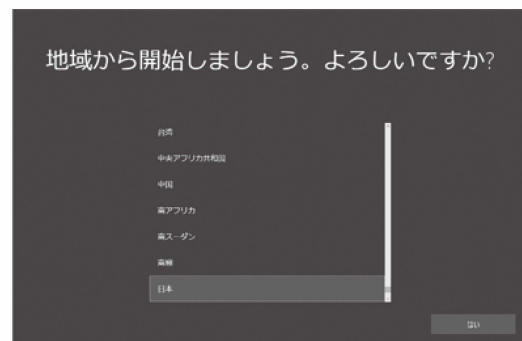 地域から開始しましょう。よろしいですか?
台湾
中央アフリカ共和国
中国
南アフリカ
南スーダン
南極
日本
はい